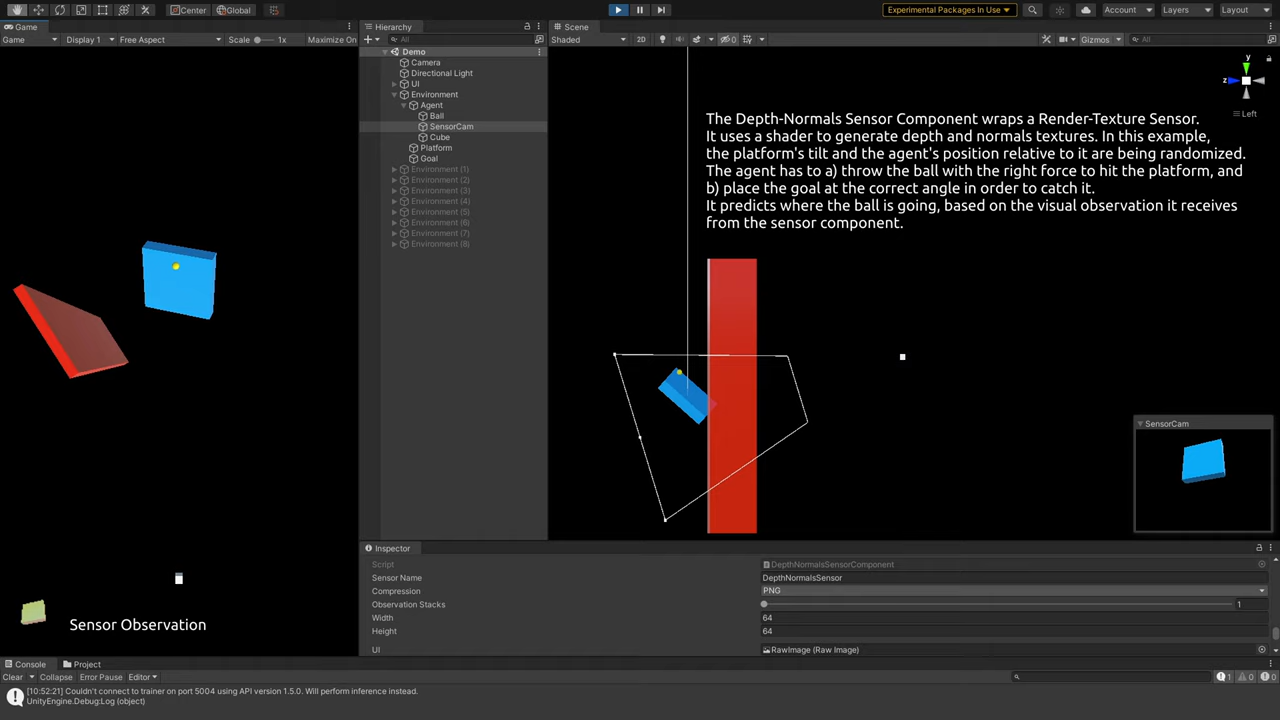 Center
Global
Experimental Packages In Use
Account
Layers
Layout
Game
Game
Display 1
Free Aspect
Scale
1x
Maximize On
Hierarchy
All
Demo
Camera
Directional Light
UI
Environment
Agent
Ball
SensorCam
Cube
Platform
Goal
Environment (1)
Environment (2)
Environment (3)
Environment (4)
Environment (5)
Environment (6)
Environment (7)
Environment (8)
Scene
Shaded
2D
0
Gizmos
All
y
z
Left
The Depth-Normals Sensor Component wraps a Render-Texture Sensor.
It uses a shader to generate depth and normals textures. In this example,
the platform's tilt and the agent's position relative to it are being randomized.
The agent has to a) throw the ball with the right force to hit the platform, and
b) place the goal at the correct angle in order to catch it.
It predicts where the ball is going, based on the visual observation it receives
from the sensor component.
SensorCam
Sensor Observation
Inspector
Script
DepthNormalsSensorComponent
Sensor Name
DepthNormalsSensor
Compression
PNG
Observation Stacks
1
Width
64
Height
64
UI
RawImage (Raw Image)
Console
Project
Clear
Collapse
Error Pause
Editor
1
0
0
[10:52:21] Couldn't connect to trainer on port 5004 using API version 1.5.0. Will perform inference instead.
UnityEngine.Debug:Log (object)